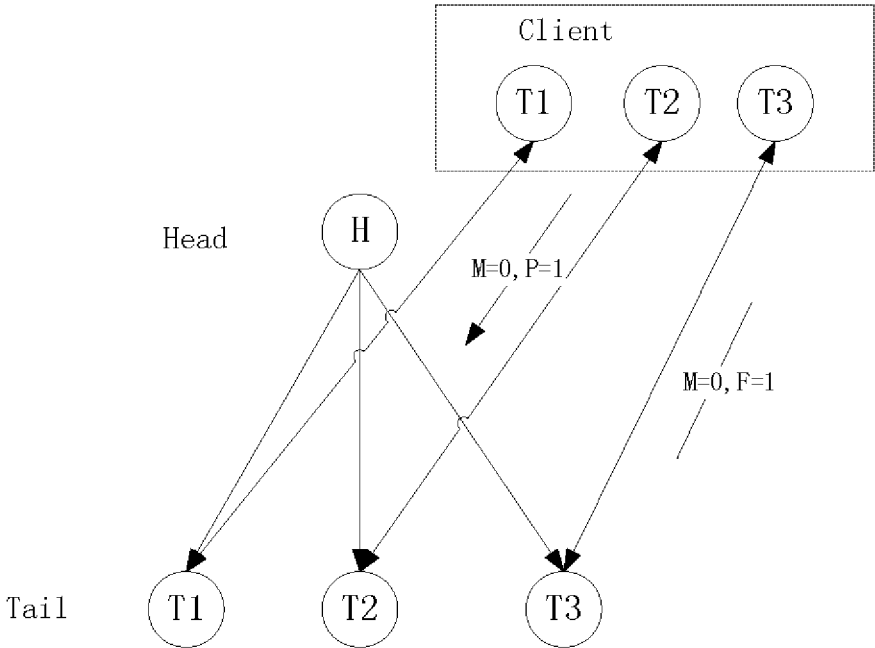 Client
T1 T2 T3
Head H
M=0,P=1
M=0,F=1
Tail T1 T2 T3